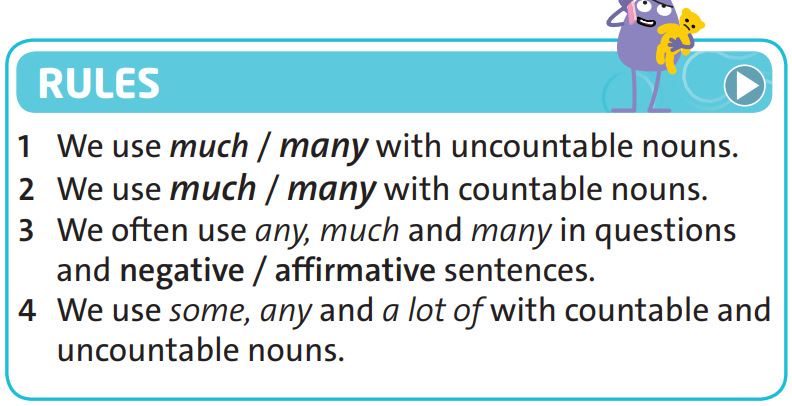 RULES
1 We use much / many with uncountable nouns.
2 We use much / many with countable nouns.
3 We often use any, much and many in questions
and negative / affirmative sentences.
4 We use some, any and a lot of with countable and
uncountable nouns.